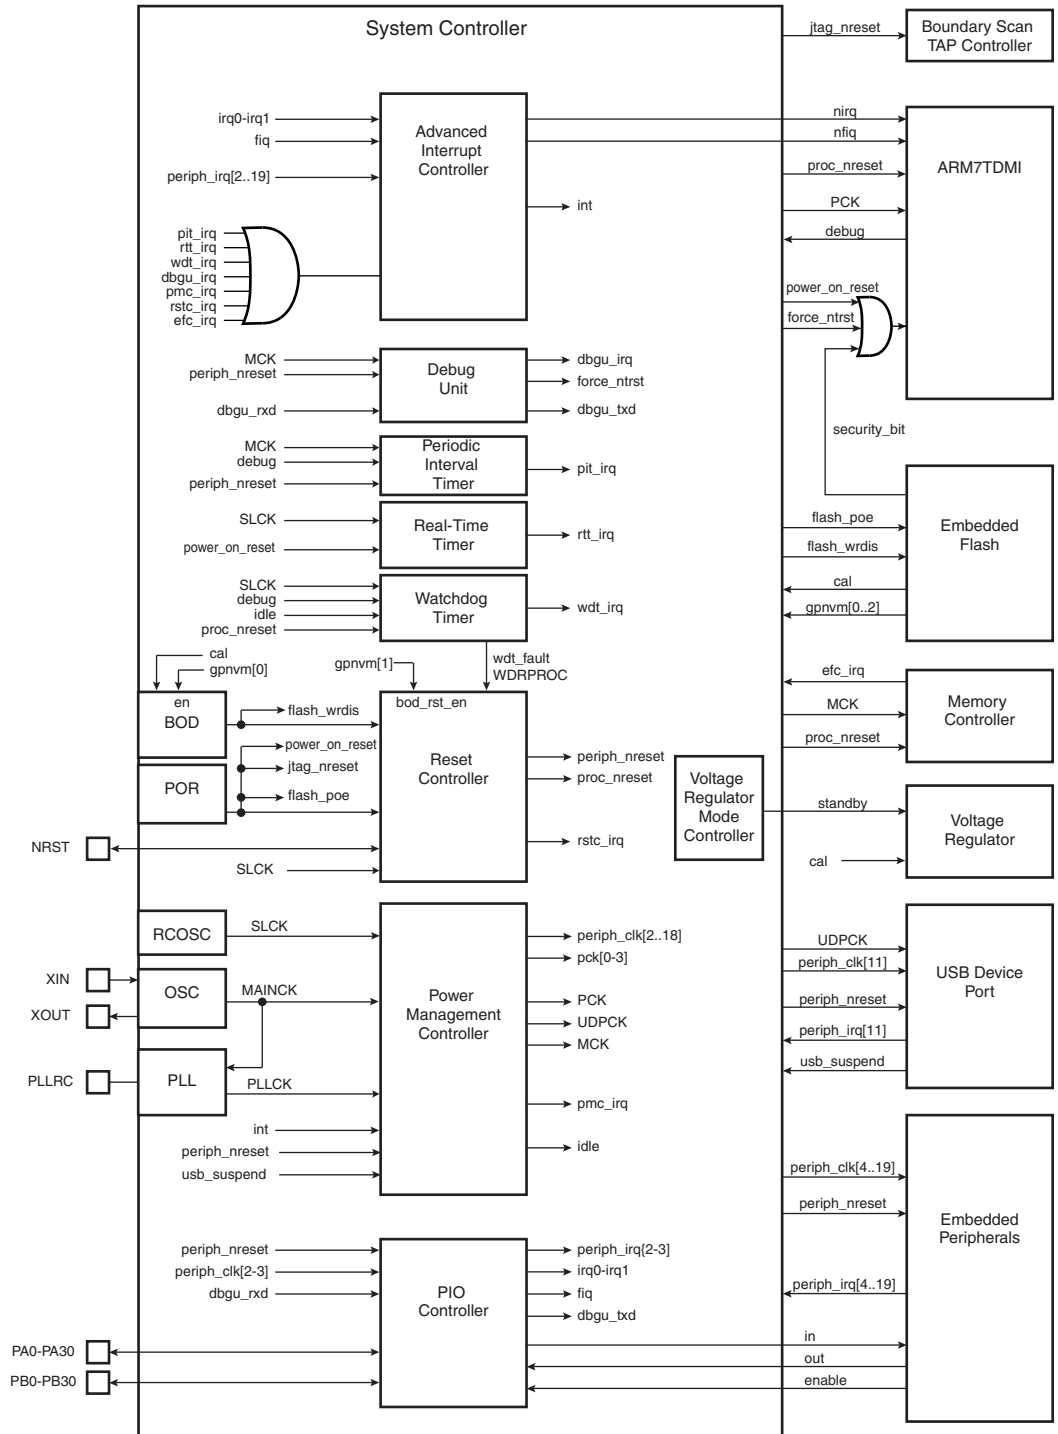 System Controller
jtag_nreset
Boundary Scan
TAP Controller
irq0-irq1
fiq
periph_irq[2..19]
Advanced
Interrupt
Controller
int
nirq
nfiq
proc_nreset
PCK
debug
ARM7TDMI
pit_irq
rtt_irq
wdt_irq
dbgu_irq
pmc_irq
rstc_irq
efc_irq
power_on_reset
force_ntrst
security_bit
MCK
periph_nreset
dbgu_rxd
Debug
Unit
dbgu_irq
force_ntrst
dbgu_txd
MCK
debug
periph_nreset
Periodic
Interval
Timer
pit_irq
SLCK
power_on_reset
Real-Time
Timer
rtt_irq
flash_poe
flash_wrdis
cal
gpnvm[0..2]
Embedded
Flash
SLCK
debug
idle
proc_nreset
Watchdog
Timer
wdt_irq
wdt_fault
WDRPROC
cal
gpnvm[0]
gpnvm[1]
en
BOD
POR
flash_wrdis
power_on_reset
jtag_nreset
flash_poe
bod_rst_en
Reset
Controller
periph_nreset
proc_nreset
rstc_irq
NRST
SLCK
efc_irq
MCK
proc_nreset
Memory
Controller
Voltage
Regulator
Mode
Controller
standby
cal
Voltage
Regulator
RCOSC
SLCK
XIN
XOUT
OSC
MAINCK
PLLRC
PLL
PLLCK
int
periph_nreset
usb_suspend
Power
Management
Controller
periph_clk[2..18]
pck[0-3]
PCK
UDPCK
MCK
pmc_irq
idle
UDPCK
periph_clk[11]
periph_nreset
periph_irq[11]
usb_suspend
USB Device
Port
periph_clk[4..19]
periph_nreset
periph_irq[4..19]
Embedded
Peripherals
periph_nreset
periph_clk[2-3]
dbgu_rxd
PIO
Controller
periph_irq{2-3]
irq0-irq1
fiq
dbgu_txd
in
out
enable
PA0-PA30
PB0-PB30